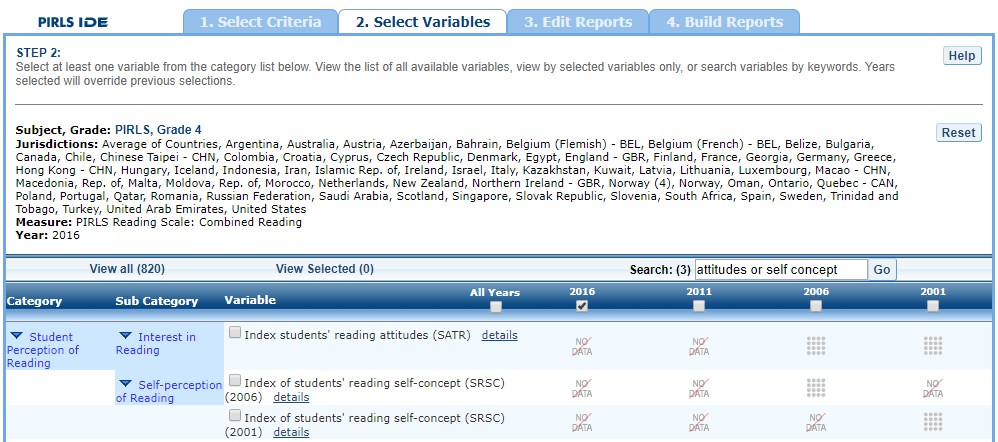 PIRLS IDE
1. Select Criteria
2. Select Variables
3. Edit Reports
4. Build Reports
STEP 2:
Select at least one variable from the category list below. View the list of all available variables, view by selected variables only, or search variables by keywords. Years
selected will override previous selections.
Help
Subject, Grade: PIRLS, Grade 4
Reset
Jurisdictions: Average of Countries, Argentina, Australia, Austria, Azerbaijan, Bahrain, Belgium (Flemish) - BEL, Belgium (French) - BEL, Belize, Bulgaria,
Canada, Chile, Chinese Taipei - CHN, Colombia, Croatia, Cyprus, Czech Republic, Denmark, Egypt, England - GBR, Finland, France, Georgia, Germany, Greece,
Hong Kong - CHN, Hungary, Iceland, Indonesia, Iran, Islamic Rep. of, Ireland, Israel, Italy, Kazakhstan, Kuwait, Latvia, Lithuania, Luxembourg, Macao - CHN,
Macedonia, Rep. of, Malta, Moldova, Rep. of, Morocco, Netherlands, New Zealand, Northern Ireland - GBR, Norway (4), Norway, Oman, Ontario, Quebec - CAN,
Poland, Portugal, Qatar, Romania, Russian Federation, Saudi Arabia, Scotland, Singapore, Slovak Republic, Slovenia, South Africa, Spain, Sweden, Trinidad and
Tobago, Turkey, United Arab Emirates, United States
Measure: PIRLS Reading Scale: Combined Reading
Year: 2016
View all (820)
View Selected (0)
Search: (3)
attitudes or self concept
Go
Category
Sub Category
Variable
All Years
2016
2011
2006
2001
Student
Perception of
Reading
Interest in
Reading
Index students' reading attitudes (SATR) details
NO
DATA
NO
DATA
Self-perception
of Reading
Index of students' reading self-concept (SRSC)
(2006) details
NO
DATA
NO
DATA
NO
DATA
Index of students' reading self-concept (SRSC)
(2001) details
NO
DATA
NO
DATA
NO
DATA